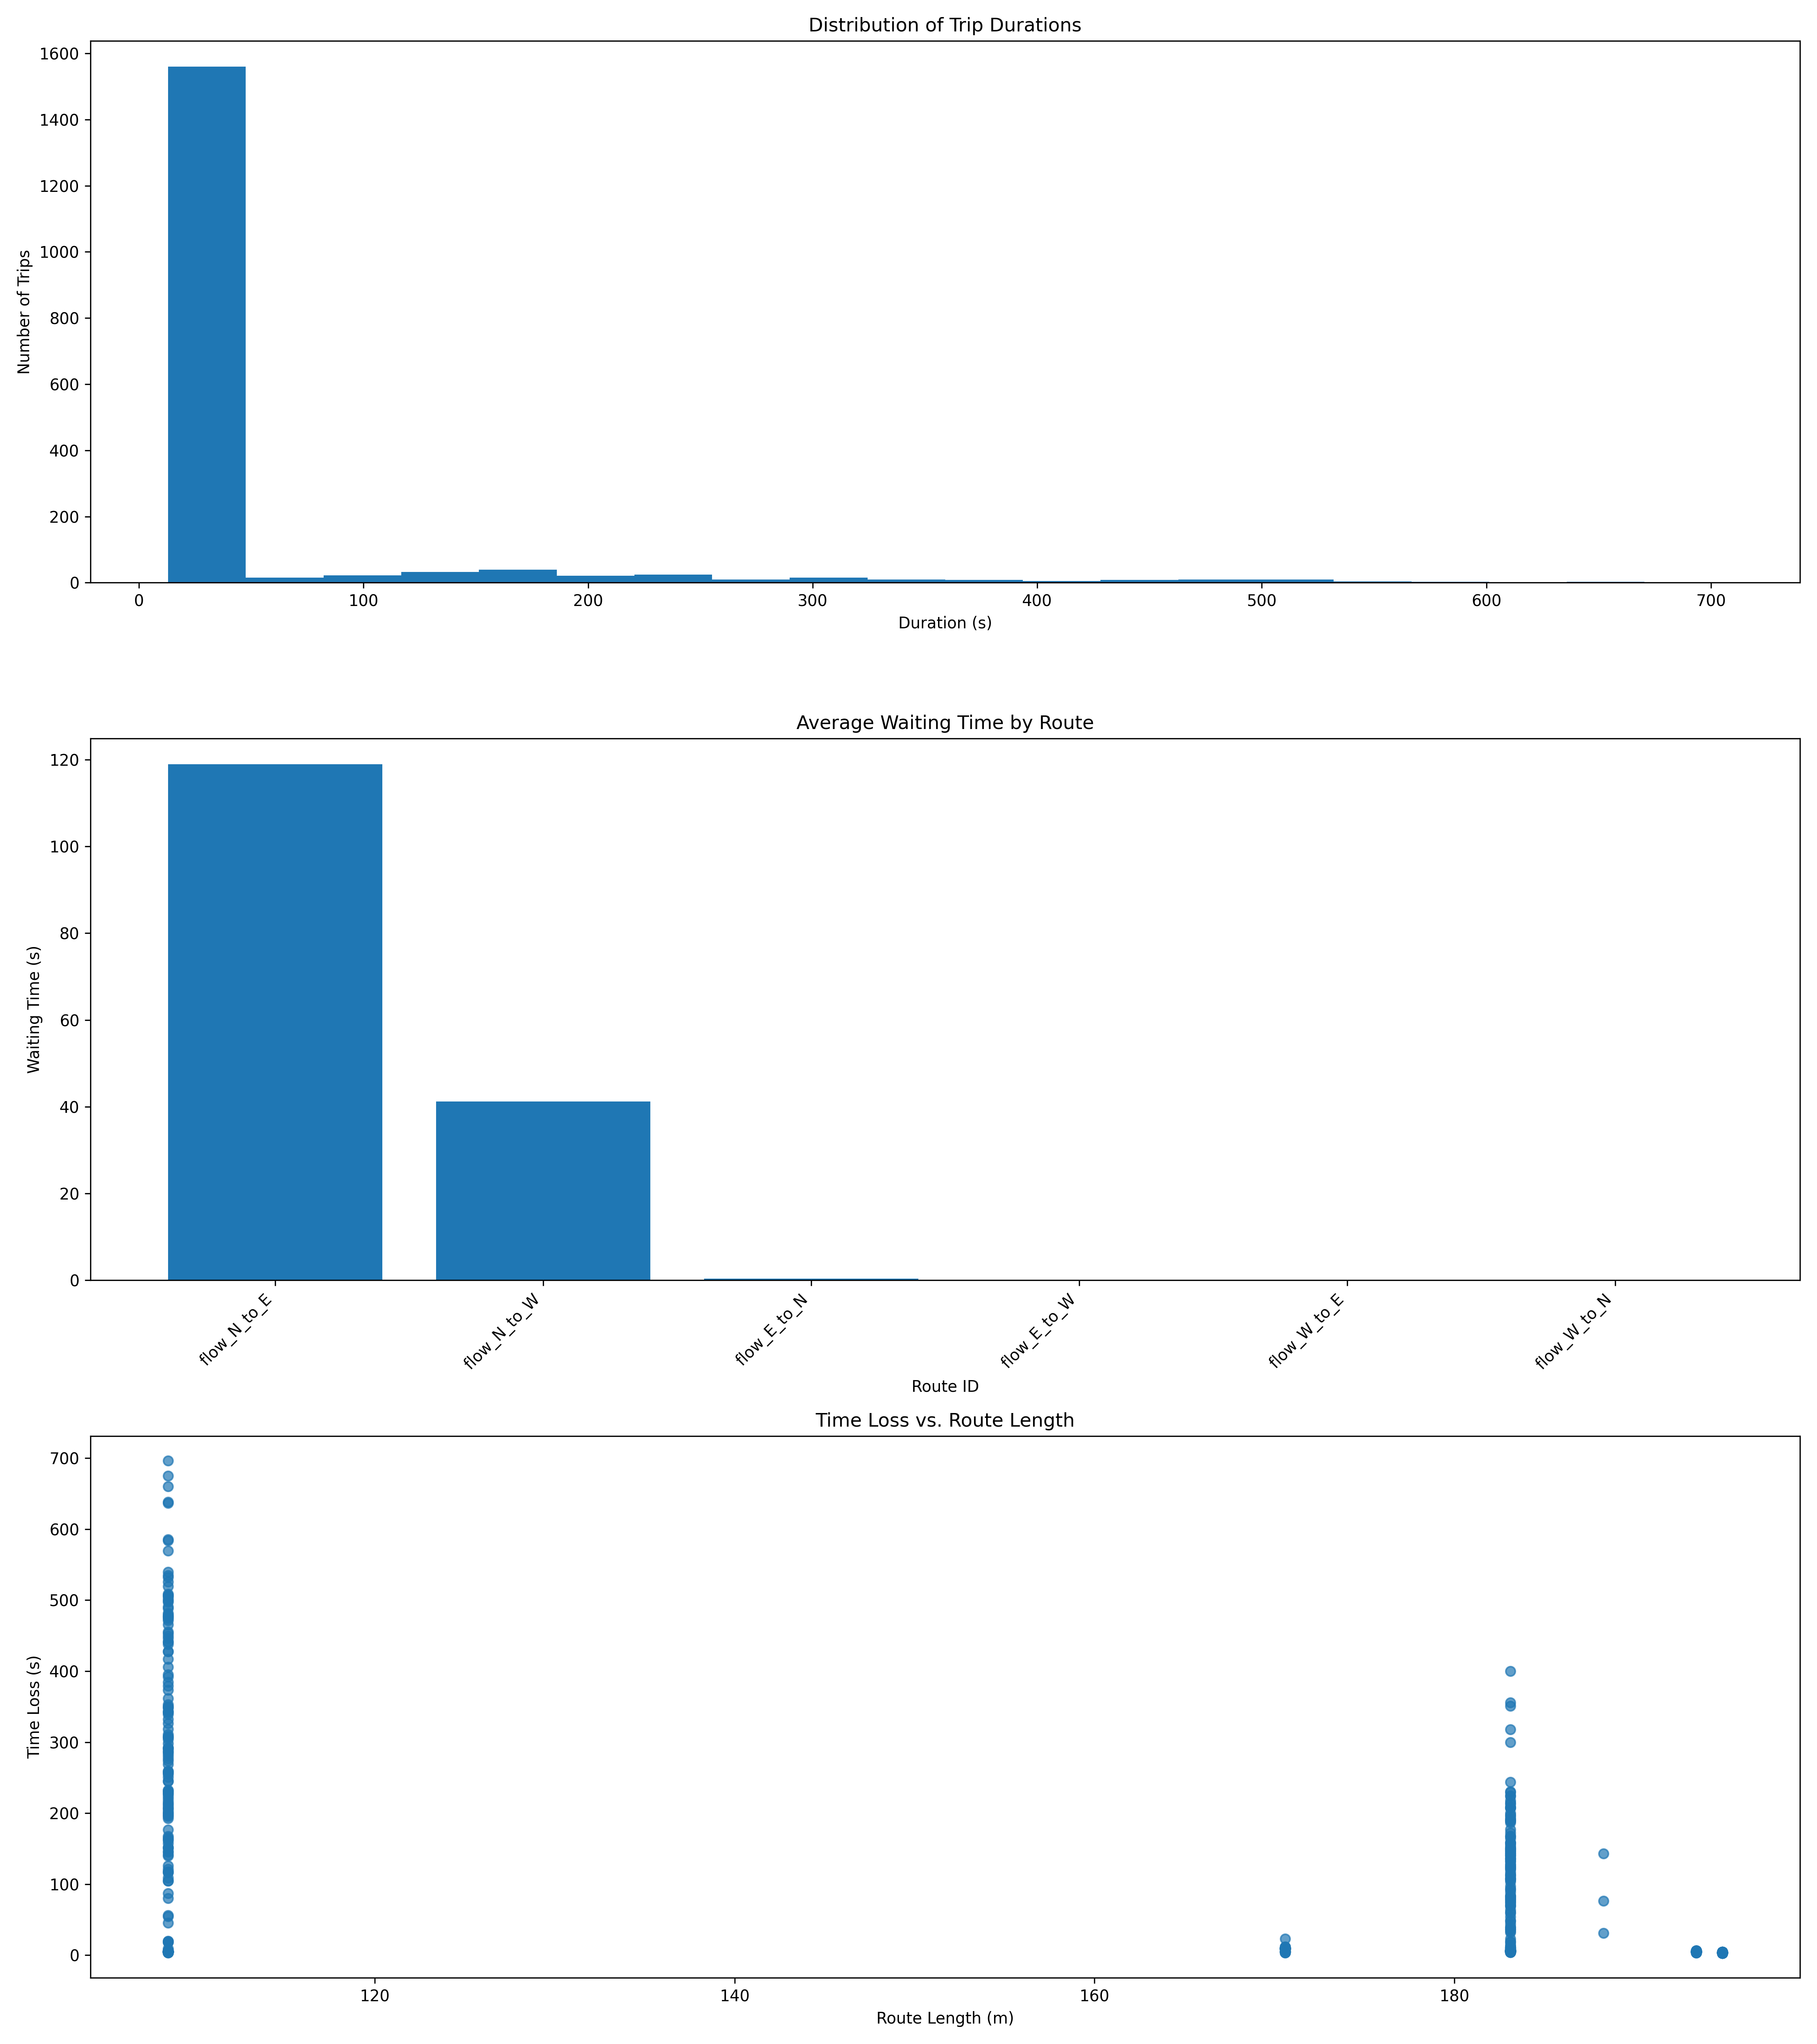 Distribution of Trip Durations
1600
1400
1200
1000
800
600
400
200
0
Number of Trips
0 100 200 300 400 500 600 700
Duration (s)
Average Waiting Time by Route
120
100
80
60
40
20
0
Waiting Time (s)
flow_N_to_E
flow_N_to_W
flow_E_to_N
flow_E_to_W
flow_W_to_E
flow_W_to_N
Route ID
Time Loss vs. Route Length
700
600
500
400
300
200
100
0
Time Loss (s)
120 140 160 180
Route Length (m)